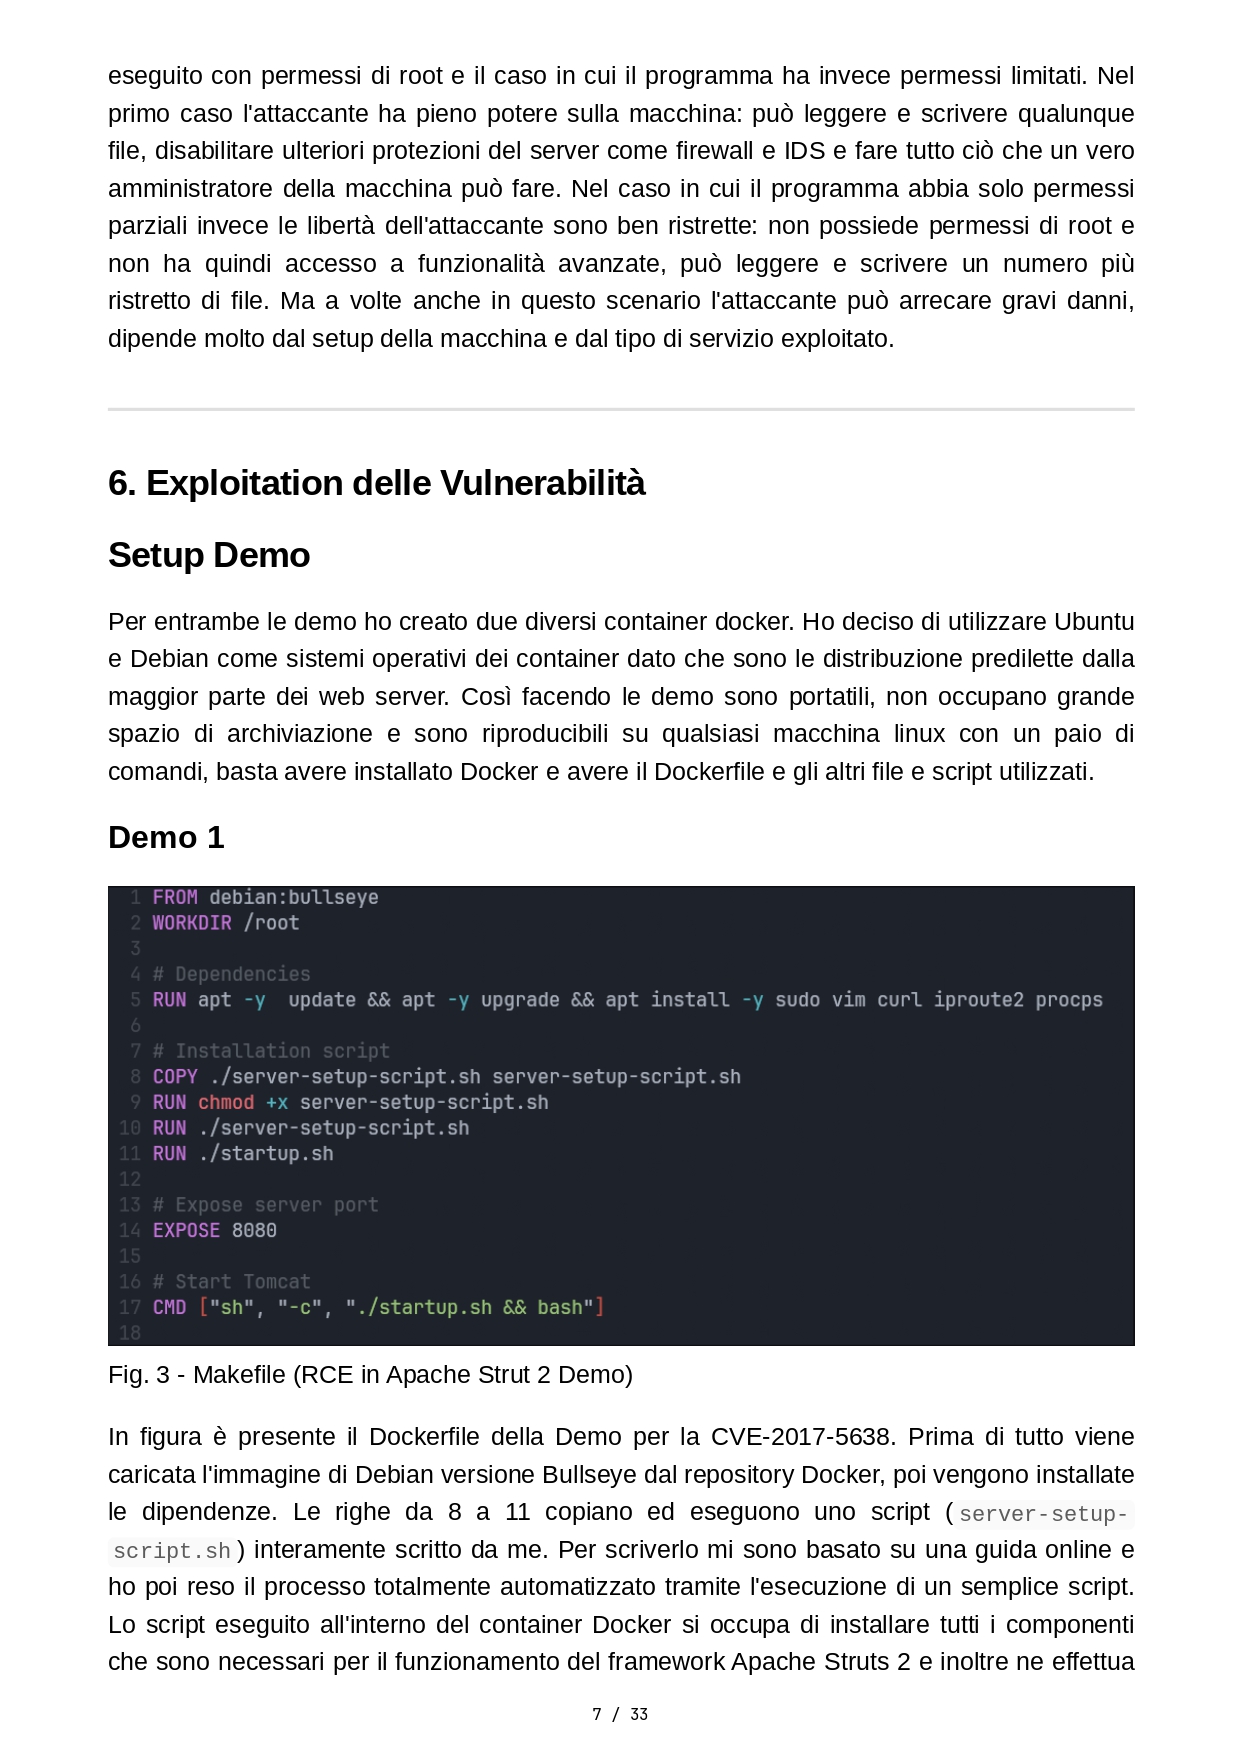 eseguito con permessi di root e il caso in cui il programma ha invece permessi limitati. Nel
primo caso l'attaccante ha pieno potere sulla macchina: può leggere e scrivere qualunque
file, disabilitare ulteriori protezioni del server come firewall e IDS e fare tutto ciò che un vero
amministratore della macchina può fare. Nel caso in cui il programma abbia solo permessi
parziali invece le libertà dell'attaccante sono ben ristrette: non possiede permessi di root e
non ha quindi accesso a funzionalità avanzate, può leggere e scrivere un numero più
ristretto di file. Ma a volte anche in questo scenario l'attaccante può arrecare gravi danni,
dipende molto dal setup della macchina e dal tipo di servizio exploitato.
6. Exploitation delle Vulnerabilità
Setup Demo
Per entrambe le demo ho creato due diversi container docker. Ho deciso di utilizzare Ubuntu
e Debian come sistemi operativi dei container dato che sono le distribuzione predilette dalla
maggior parte dei web server. Così facendo le demo sono portatili, non occupano grande
spazio di archiviazione e sono riproducibili su qualsiasi macchina linux con un paio di
comandi, basta avere installato Docker e avere il Dockerfile e gli altri file e script utilizzati.
Demo 1
1 FROM debian:bullseye
2 WORKDIR /root
3
4 # Dependencies
5 RUN apt -y  update && apt -y upgrade && apt install -y sudo vim curl iproute2 procps
6
7 # Installation script
8 COPY ./server-setup-script.sh server-setup-script.sh
9 RUN chmod +x server-setup-script.sh
10 RUN ./server-setup-script.sh
11 RUN ./startup.sh
12
13 # Expose server port
14 EXPOSE 8080
15
16 # Start Tomcat
17 CMD ["sh", "-c", "./startup.sh && bash"]
18
Fig. 3 - Makefile (RCE in Apache Strut 2 Demo)
In figura è presente il Dockerfile della Demo per la CVE-2017-5638. Prima di tutto viene
caricata l'immagine di Debian versione Bullseye dal repository Docker, poi vengono installate
le dipendenze. Le righe da 8 a 11 copiano ed eseguono uno script (server-setup-
script.sh) interamente scritto da me. Per scriverlo mi sono basato su una guida online e
ho poi reso il processo totalmente automatizzato tramite l'esecuzione di un semplice script.
Lo script eseguito all'interno del container Docker si occupa di installare tutti i componenti
che sono necessari per il funzionamento del framework Apache Struts 2 e inoltre ne effettua
7 / 33